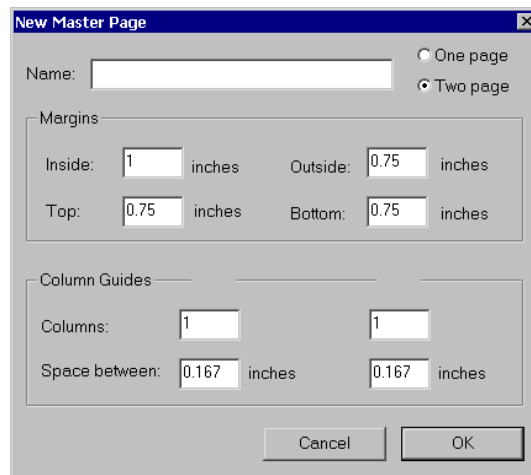 New Master Page
One page
Name:
Two page
Margins
Inside: 1 inches Outside: 0.75 inches
Top: 0.75 inches Bottom: 0.75 inches
Column Guides
Columns: 1 1
Space between: 0.167 inches 0.167 inches
Cancel OK